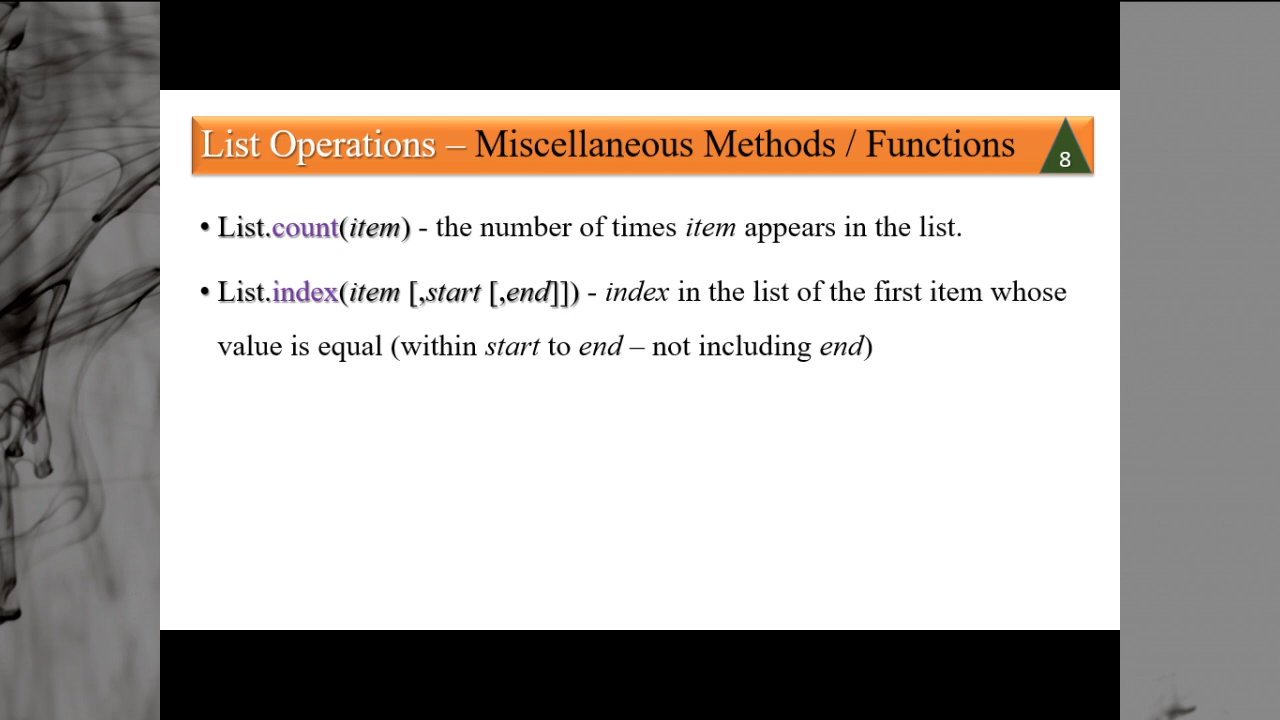 List Operations – Miscellaneous Methods / Functions
8
• List.count(item) - the number of times item appears in the list.
• List.index(item [,start [,end]]) - index in the list of the first item whose
value is equal (within start to end – not including end)